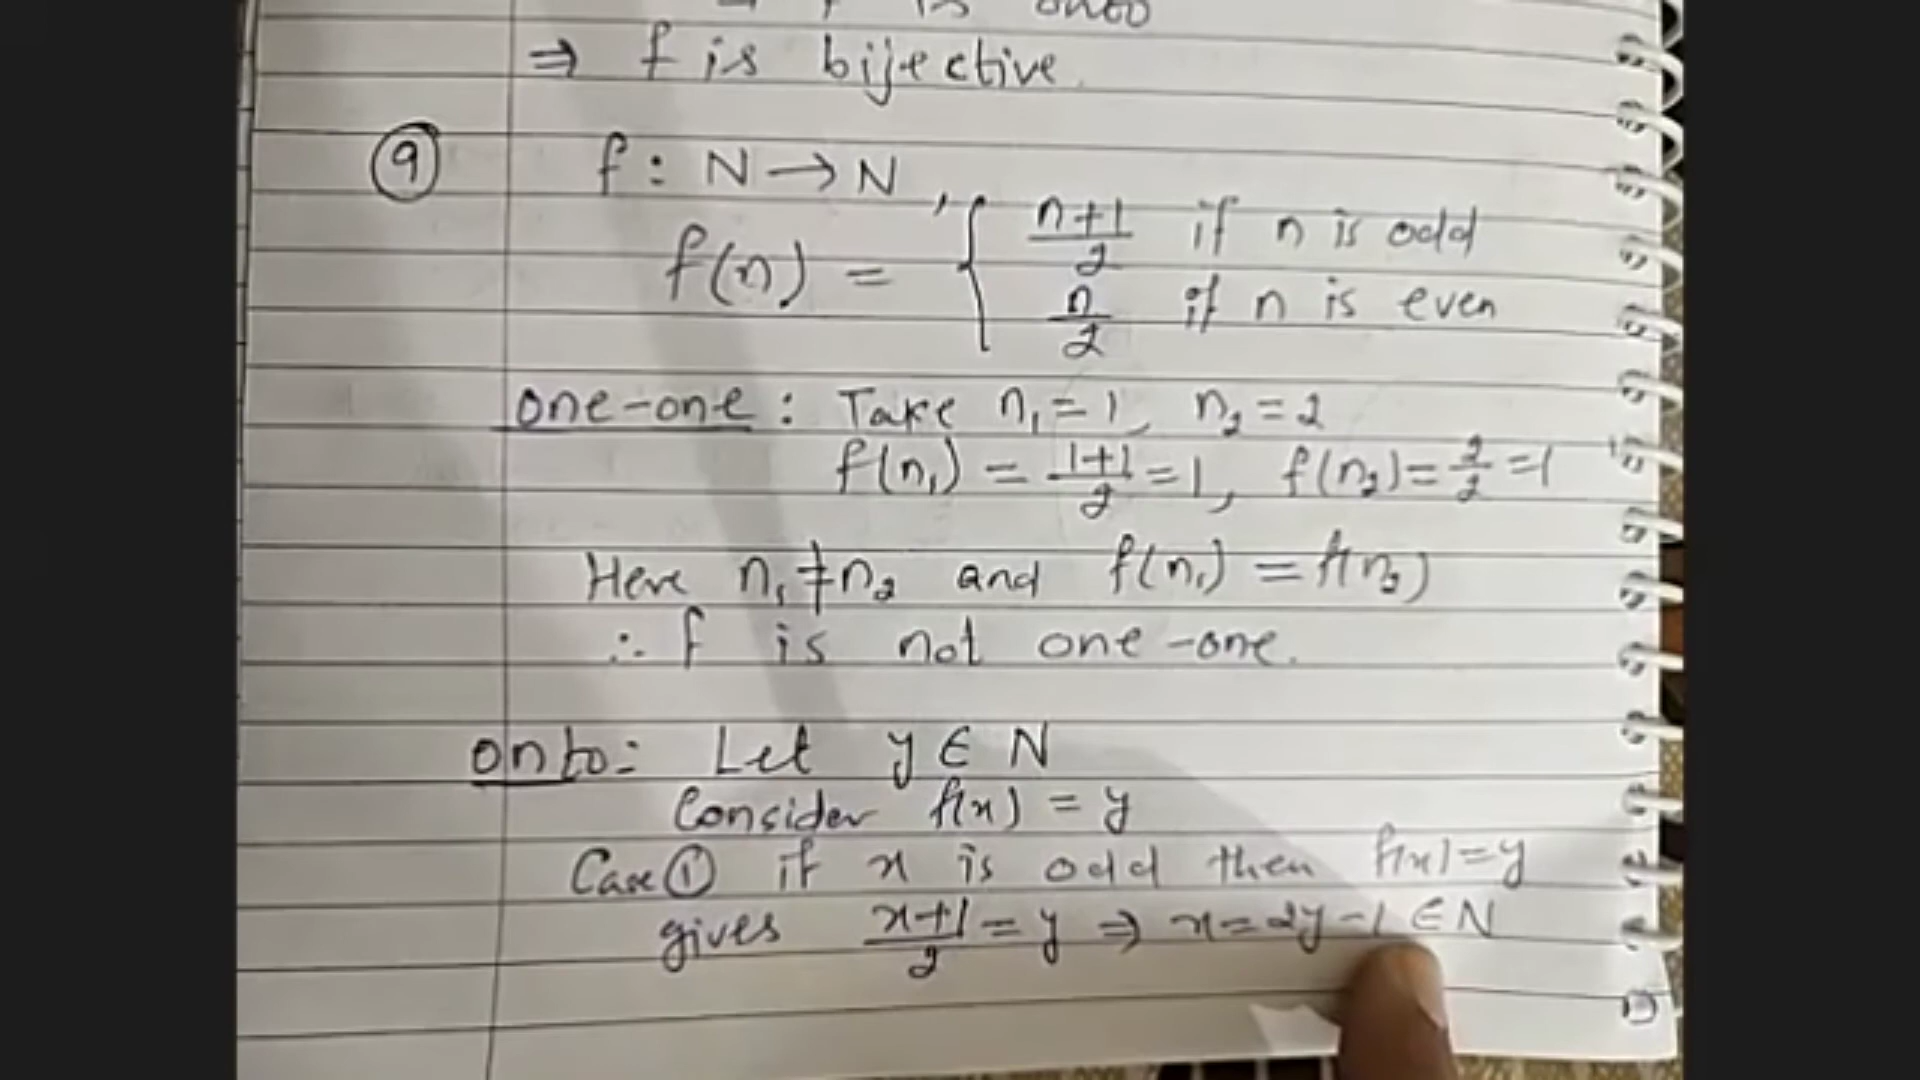 is onto
⇒ f is bijective.
⑨ f : N → N ,
f(n) = { n+1/2 if n is odd
n/2 if n is even
one-one : Take n₁ = 1, n₂ = 2
f(n₁) = 1+1/2 = 1, f(n₂) = 2/2 = 1
Here n₁ ≠ n₂ and f(n₁) = f(n₂)
∴ f is not one-one.
onto: Let y ∈ N
Consider f(x) = y
Case ① if x is odd then f(x) = y
gives x+1/2 = y ⇒ x = 2y-1 ∈ N